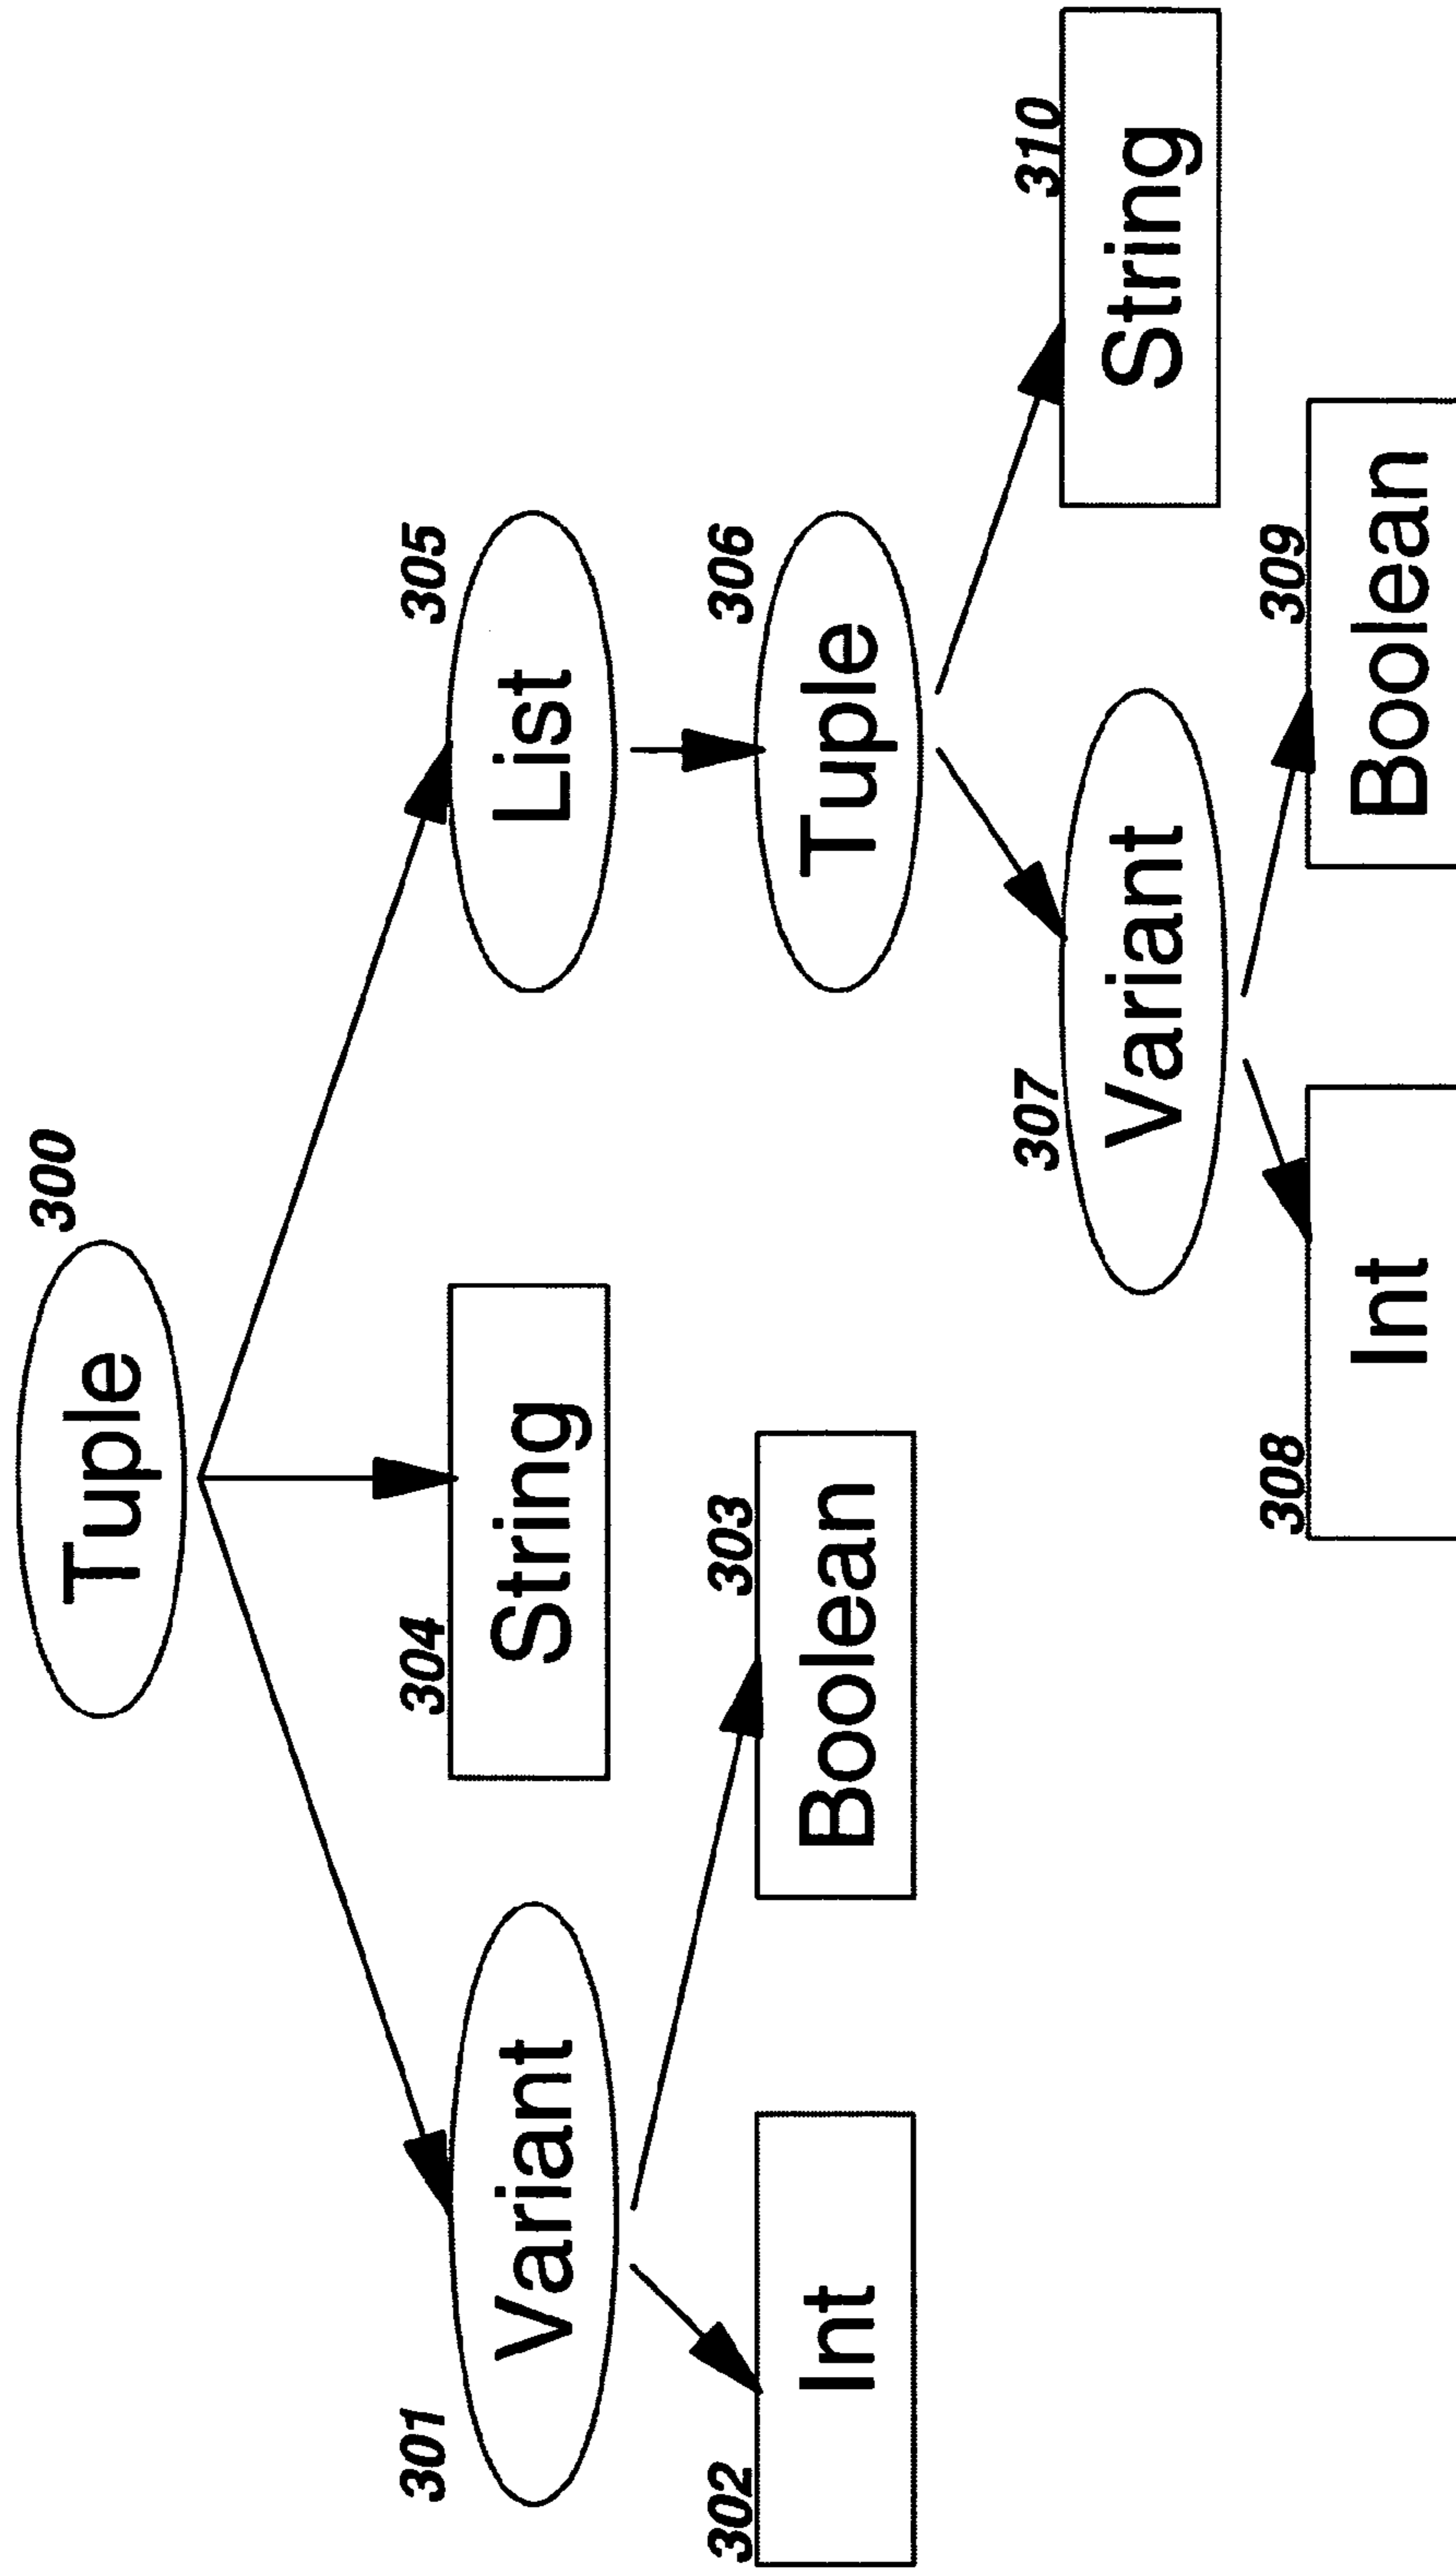 300
Tuple
301
Variant
304
String
305
List
302
Int
303
Boolean
306
Tuple
307
Variant
310
String
308
Int
309
Boolean